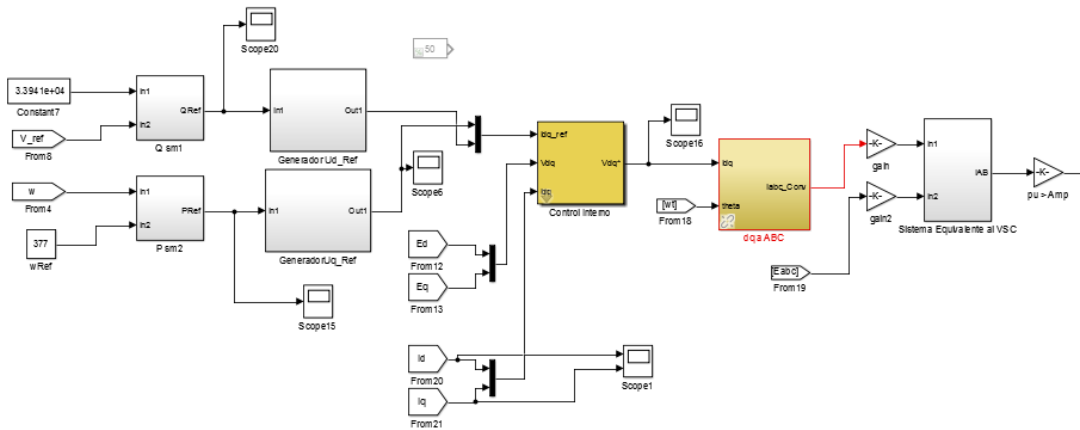 Scope20
50
3.3941e+04
Constant7
In1
In2
QRef
Q sm1
V_ref
From8
In1
Out1
Generador Ud_Ref
w
From4
377
wRef
In1
In2
PRef
P sm2
In1
Out1
GeneradorUq_Ref
Scope6
Scope15
Idq_ref
Vdq
Idq
Vdq*
Control Interno
Scope16
Ed
From12
Eq
From13
Id
From20
Iq
From21
Scope1
[wt]
From18
Idq
theta
Iabc_Conv
dq,a ABC
-K-
gain
-K-
gain2
[Eabc]
From19
In1
In2
IAB
Sistema Equivalente al VSC
-K-
pu > Amp